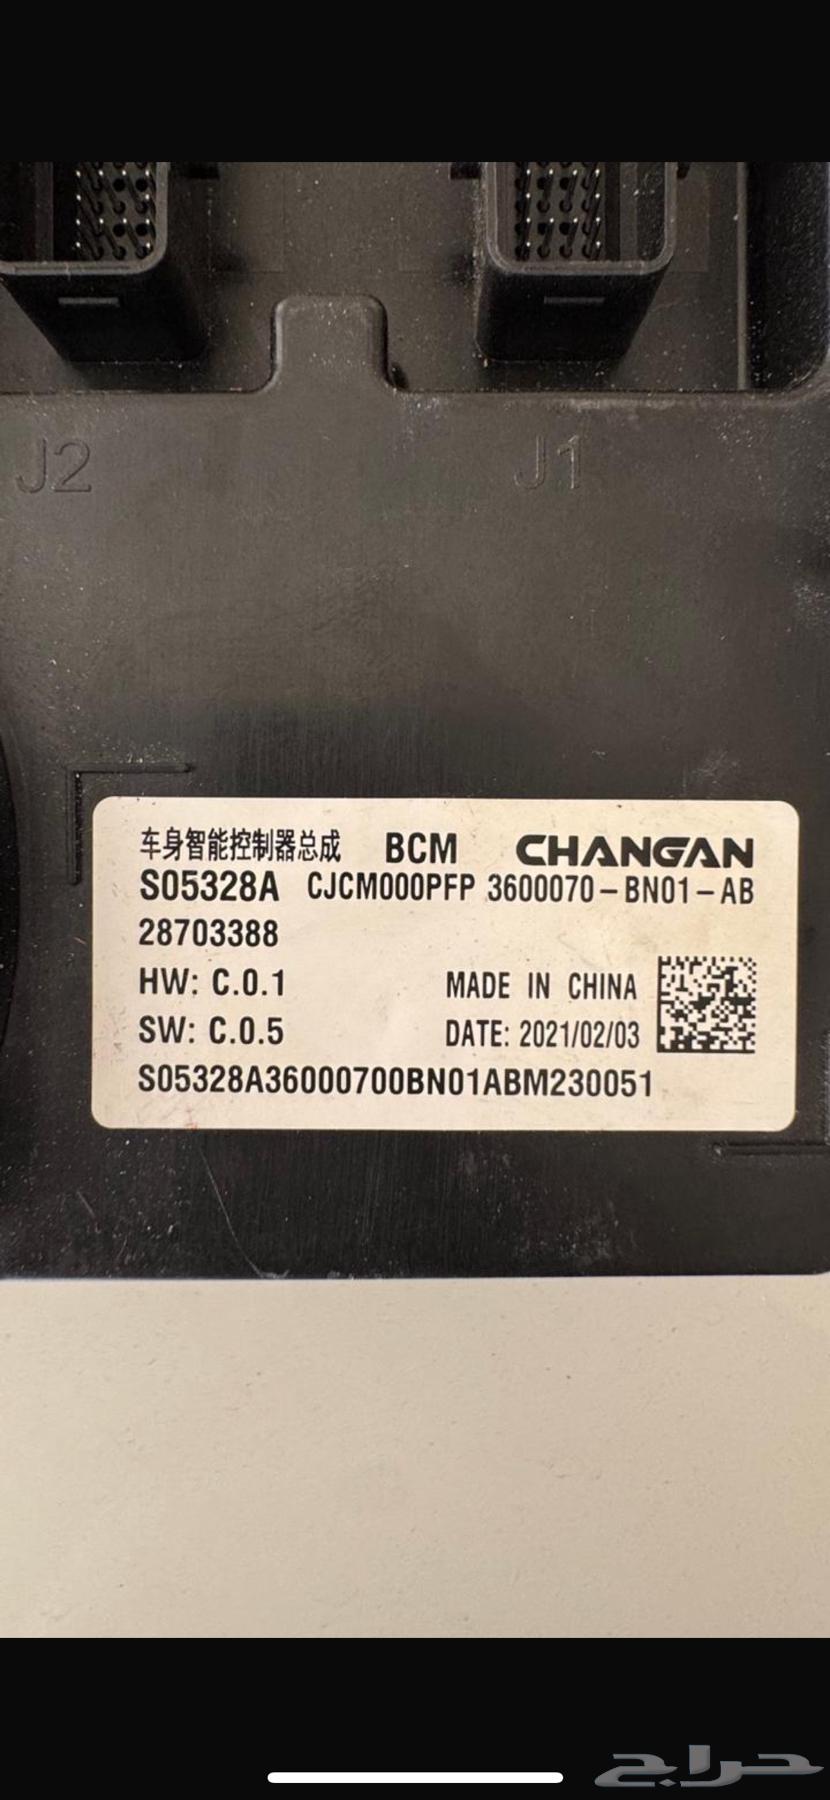 J2 J1
车身智能控制器总成 BCM CHANGAN
S05328A CJCM000PFP 3600070-BN01-AB
28703388
HW: C.0.1 MADE IN CHINA
SW: C.0.5 DATE: 2021/02/03
S05328A36000700BN01ABM230051
حراج